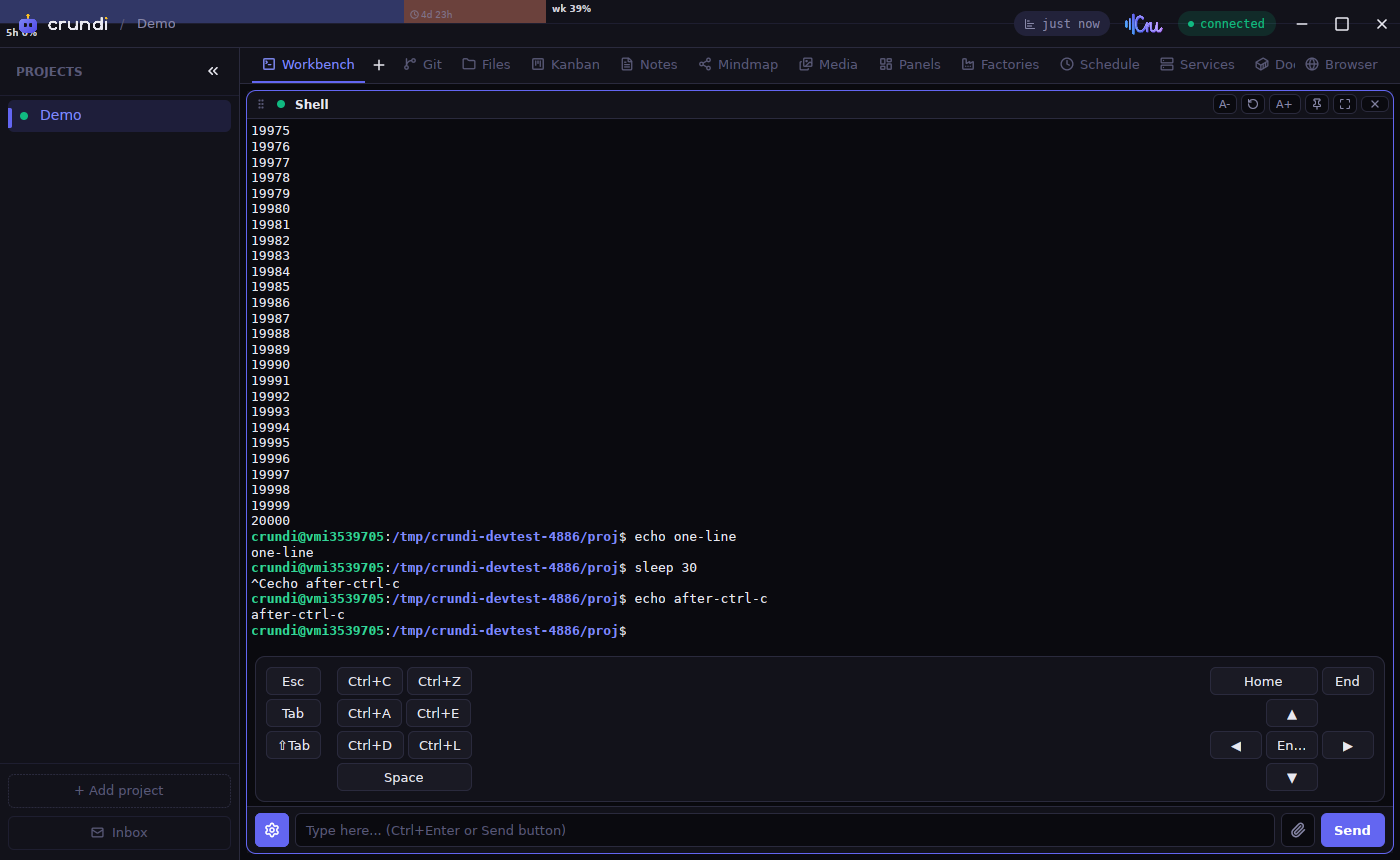 4d 23h
wk 39%
crundi / Demo
just now
connected
PROJECTS
Demo
+ Add project
Inbox
Workbench
+
Git
Files
Kanban
Notes
Mindmap
Media
Panels
Factories
Schedule
Services
Browser
Shell
A-
A+
19975
19976
19977
19978
19979
19980
19981
19982
19983
19984
19985
19986
19987
19988
19989
19990
19991
19992
19993
19994
19995
19996
19997
19998
19999
20000
crundi@vmi3539705:/tmp/crundi-devtest-4886/proj$ echo one-line
one-line
crundi@vmi3539705:/tmp/crundi-devtest-4886/proj$ sleep 30
^Cecho after-ctrl-c
crundi@vmi3539705:/tmp/crundi-devtest-4886/proj$ echo after-ctrl-c
after-ctrl-c
crundi@vmi3539705:/tmp/crundi-devtest-4886/proj$
Esc Ctrl+C Ctrl+Z Home End
Tab Ctrl+A Ctrl+E ▲
⇧Tab Ctrl+D Ctrl+L ◀ En... ▶
Space ▼
Type here... (Ctrl+Enter or Send button)
Send